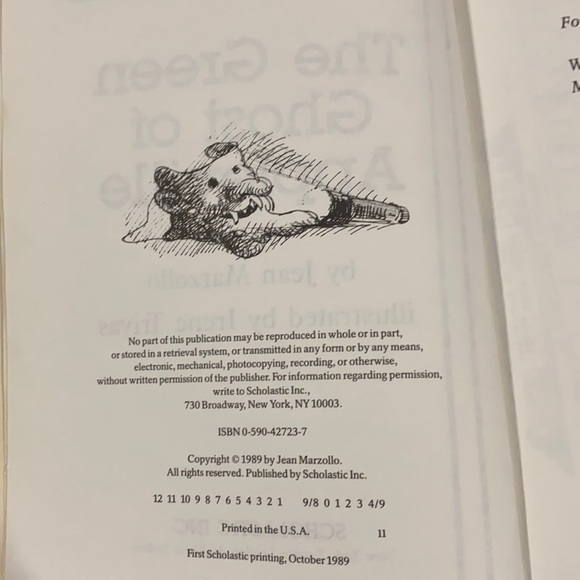 No part of this publication may be reproduced in whole or in part,
or stored in a retrieval system, or transmitted in any form or by any means,
electronic, mechanical, photocopying, recording, or otherwise,
without written permission of the publisher. For information regarding permission,
write to Scholastic Inc.,
730 Broadway, New York, NY 10003.
ISBN 0-590-42723-7
Copyright © 1989 by Jean Marzollo.
All rights reserved. Published by Scholastic Inc.
12 11 10 9 8 7 6 5 4 3 2 1 9/8 0 1 2 3 4/9
Printed in the U.S.A. 11
First Scholastic printing, October 1989
Fo
W
M